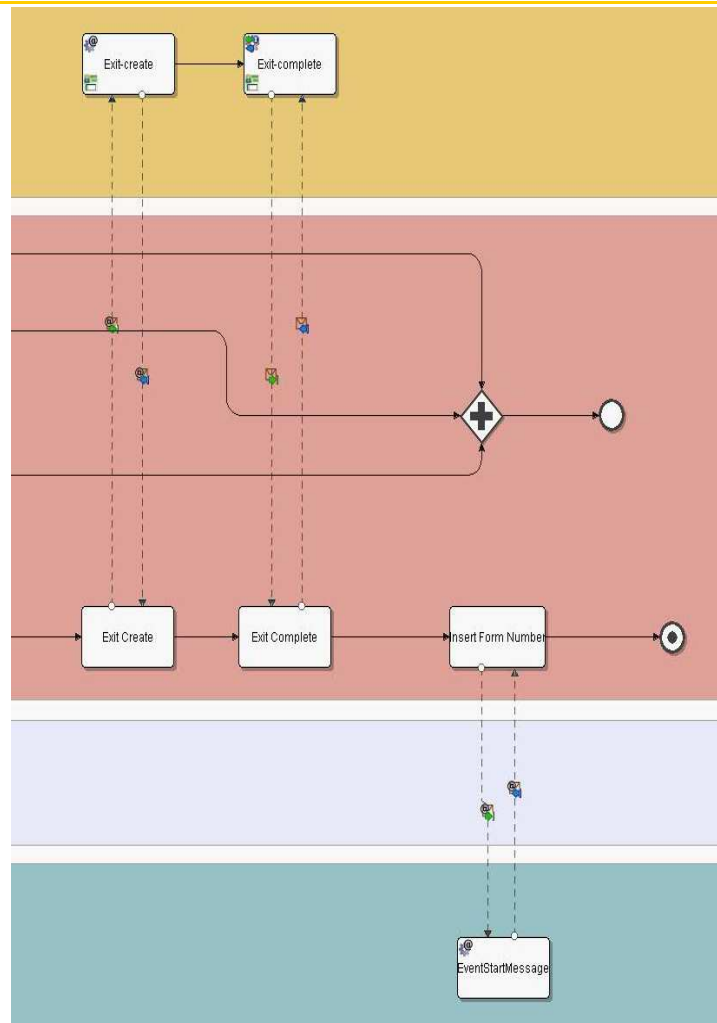 Exit-create
Exit-complete
Exit Create
Exit Complete
Insert Form Number
EventStartMessage